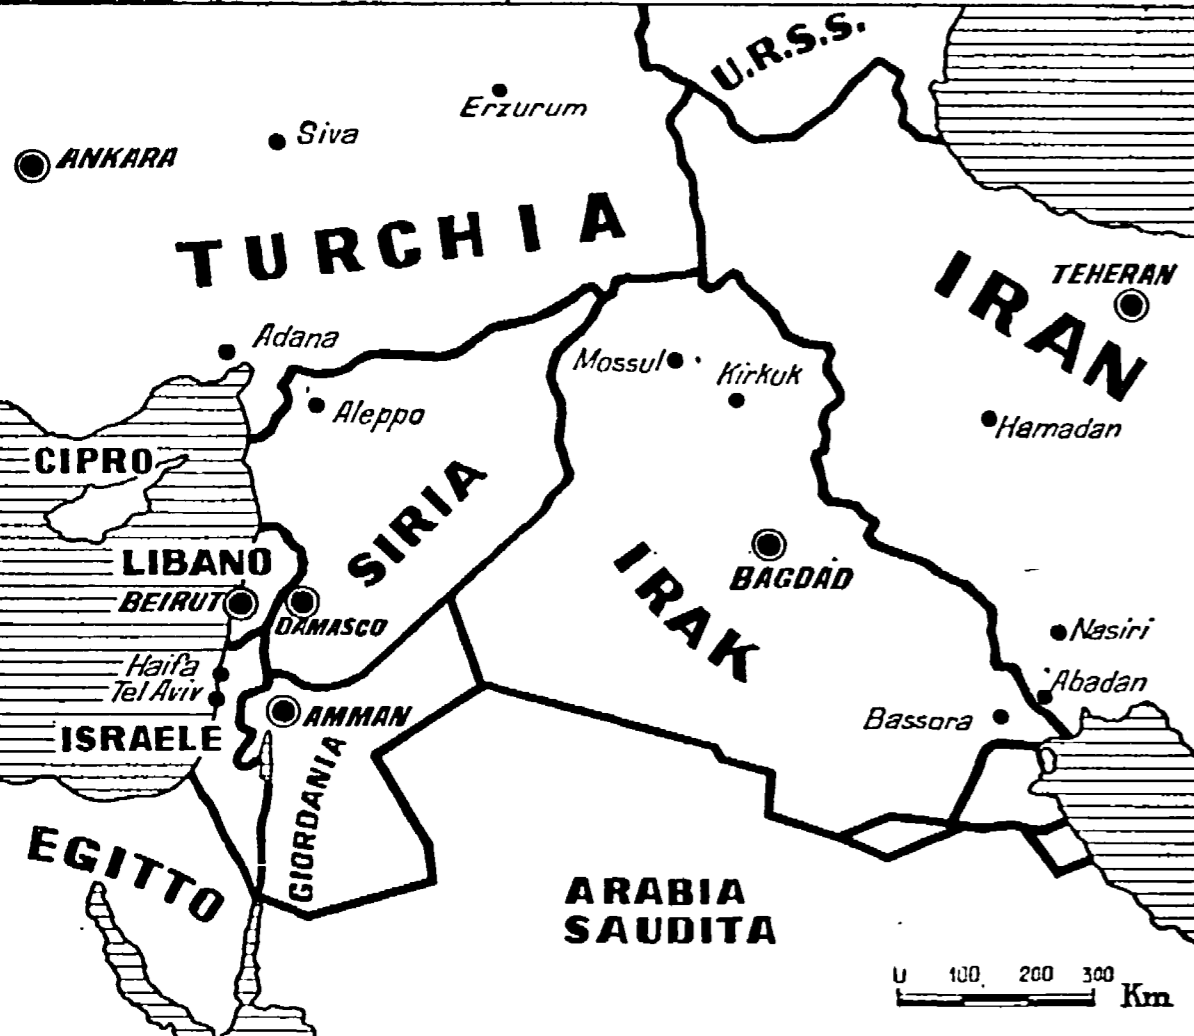 U.R.S.S.
Erzurum
Siva
ANKARA
TURCHIA
IRAN
TEHERAN
Adana
Mossul
Kirkuk
Aleppo
Hamadan
CIPRO
SIRIA
LIBANO
IRAK
BAGDAD
BEIRUT
DAMASCO
Nasiri
Haifa
Tel Aviv
Abadan
AMMAN
Bassora
ISRAELE
GIORDANIA
EGITTO
ARABIA
SAUDITA
0 100 200 300 Km